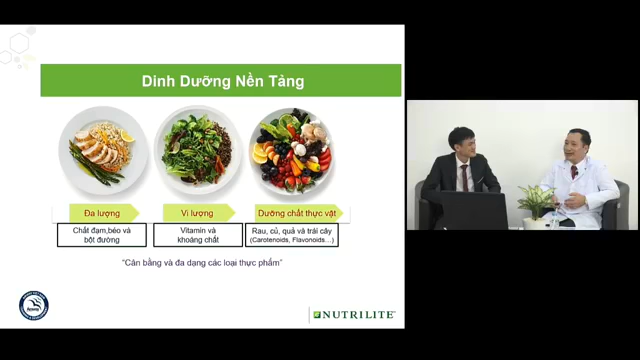 Dinh Dưỡng Nền Tảng
Đa lượng
Vi lượng
Dưỡng chất thực vật
Chất đạm,béo và
bột đường
Vitamin và
khoáng chất
Rau, củ, quả và trái cây
(Carotenoids, Flavonoids…)
“Cân bằng và đa dạng các loại thực phẩm”
Amway
NUTRILITE